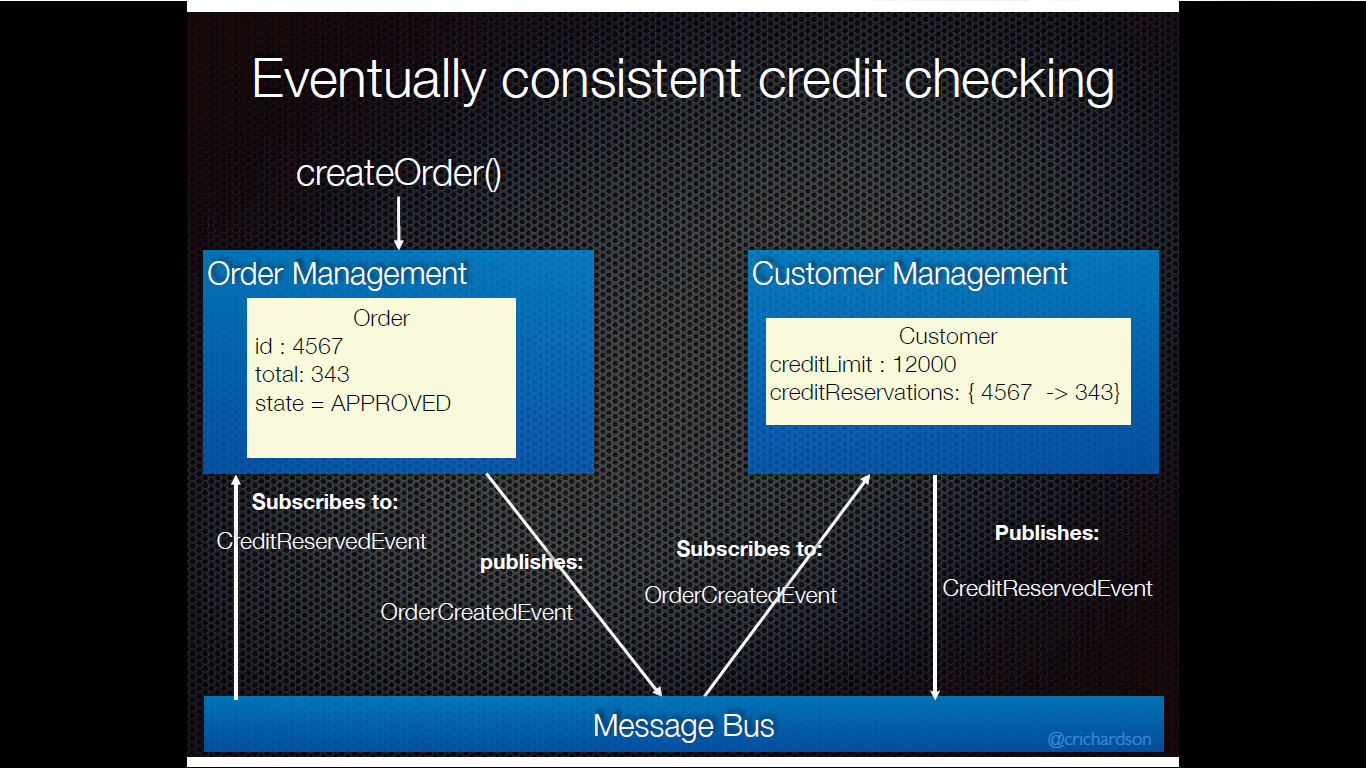 Eventually consistent credit checking
createOrder()
Order Management
Order
id : 4567
total: 343
state = APPROVED
Customer Management
Customer
creditLimit : 12000
creditReservations: { 4567 -> 343}
Subscribes to:
CreditReservedEvent
publishes:
OrderCreatedEvent
Subscribes to:
OrderCreatedEvent
Publishes:
CreditReservedEvent
Message Bus
@crichardson